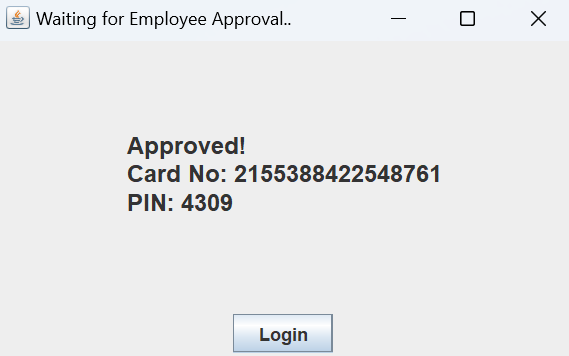 Waiting for Employee Approval..
Approved!
Card No: 2155388422548761
PIN: 4309
Login